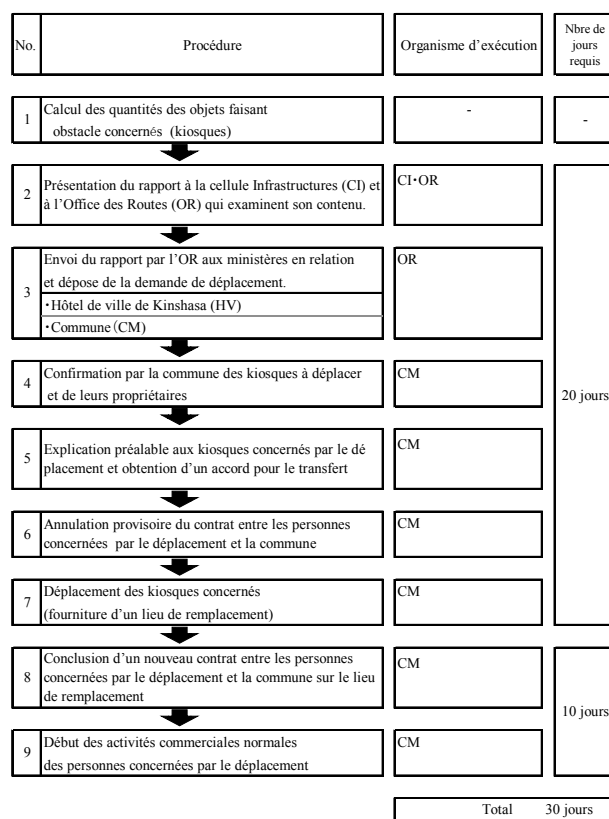 No.
Procédure
Organisme d'exécution
Nbre de
jours
requis
1
Calcul des quantités des objets faisant
obstacle concernés (kiosques)
-
-
2
Présentation du rapport à la cellule Infrastructures (CI) et
à l'Office des Routes (OR) qui examinent son contenu.
CI･OR
3
Envoi du rapport par l'OR aux ministères en relation
et dépose de la demande de déplacement.
･Hôtel de ville de Kinshasa (HV)
･Commune (CM)
OR
4
Confirmation par la commune des kiosques à déplacer
et de leurs propriétaires
CM
20 jours
5
Explication préalable aux kiosques concernés par le dé
placement et obtention d'un accord pour le transfert
CM
6
Annulation provisoire du contrat entre les personnes
concernées par le déplacement et la commune
CM
7
Déplacement des kiosques concernés
(fourniture d'un lieu de remplacement)
CM
8
Conclusion d'un nouveau contrat entre les personnes
concernées par le déplacement et la commune sur le lieu
de remplacement
CM
10 jours
9
Début des activités commerciales normales
des personnes concernées par le déplacement
CM
Total 30 jours